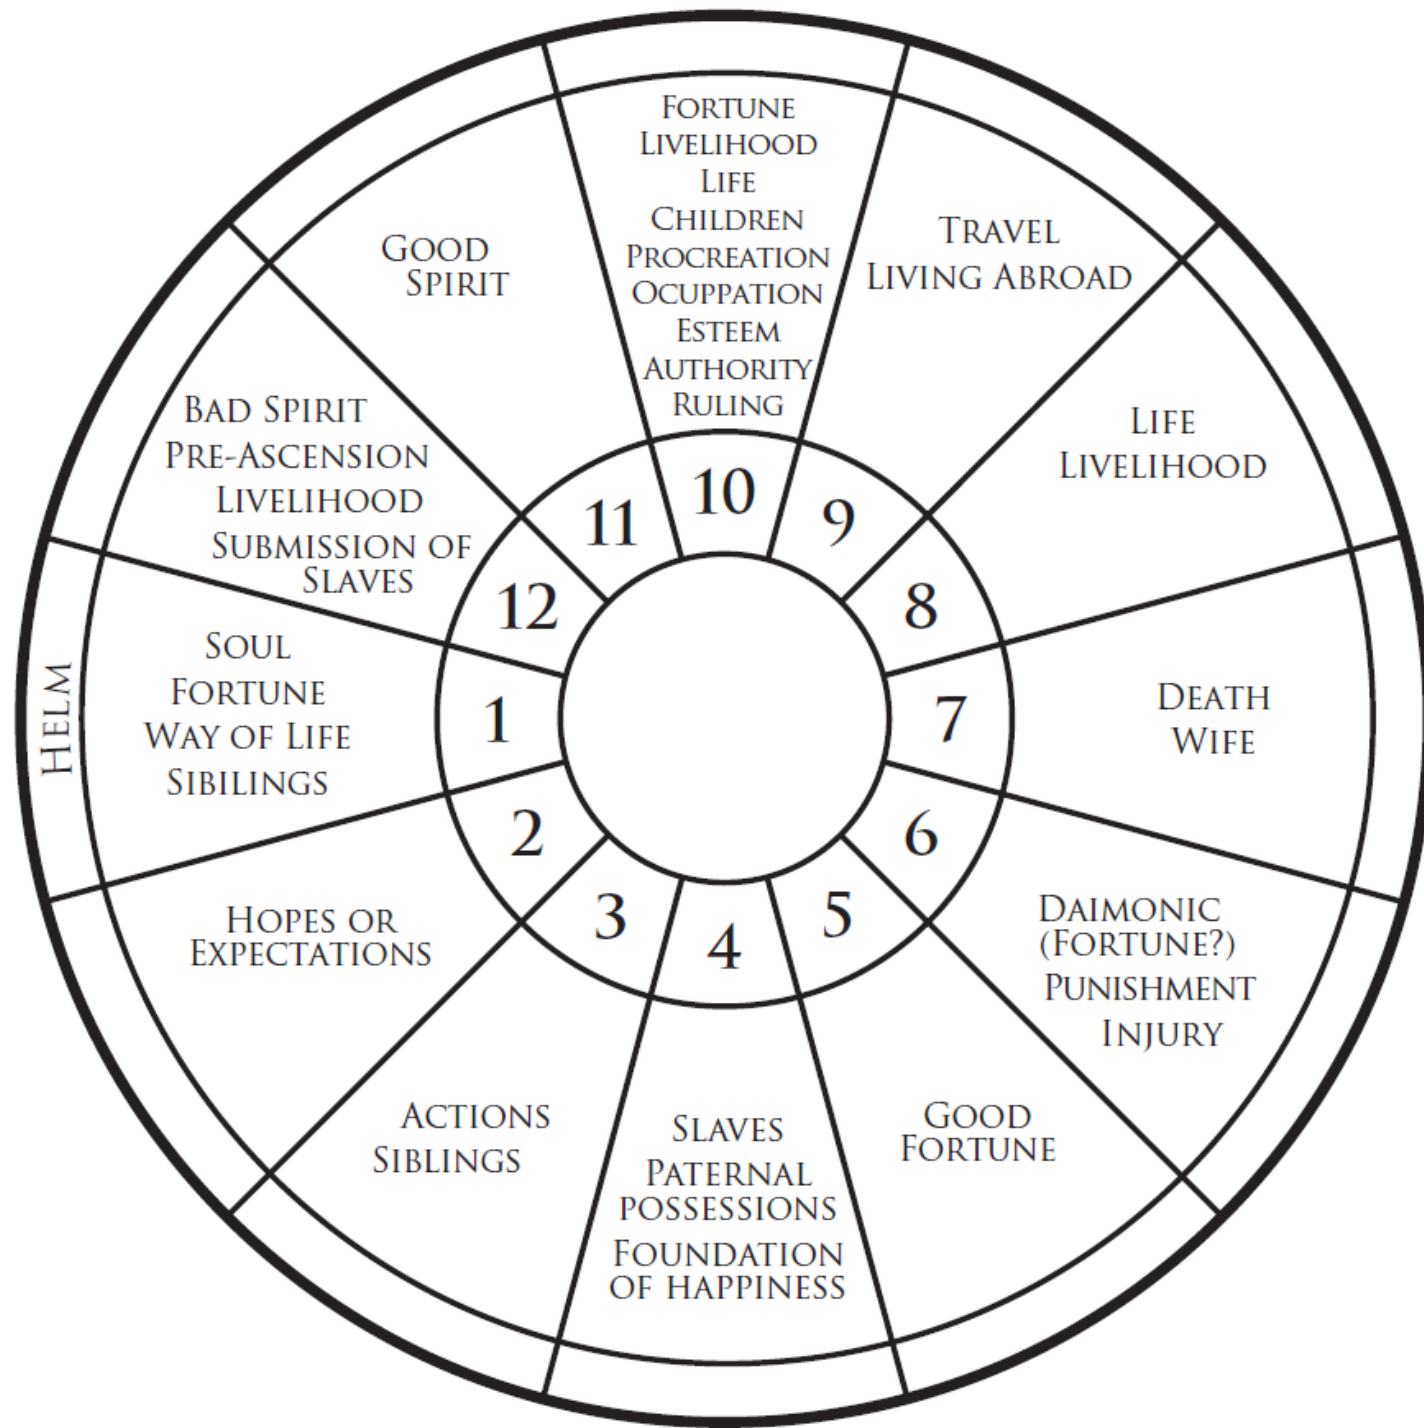 HELM
SOUL
FORTUNE
WAY OF LIFE
SIBILINGS
1
HOPES OR
EXPECTATIONS
2
ACTIONS
SIBLINGS
3
SLAVES
PATERNAL
POSSESSIONS
FOUNDATION
OF HAPPINESS
4
GOOD
FORTUNE
5
DAIMONIC
(FORTUNE?)
PUNISHMENT
INJURY
6
DEATH
WIFE
7
LIFE
LIVELIHOOD
8
TRAVEL
LIVING ABROAD
9
FORTUNE
LIVELIHOOD
LIFE
CHILDREN
PROCREATION
OCUPPATION
ESTEEM
AUTHORITY
RULING
10
GOOD
SPIRIT
11
BAD SPIRIT
PRE-ASCENSION
LIVELIHOOD
SUBMISSION OF
SLAVES
12